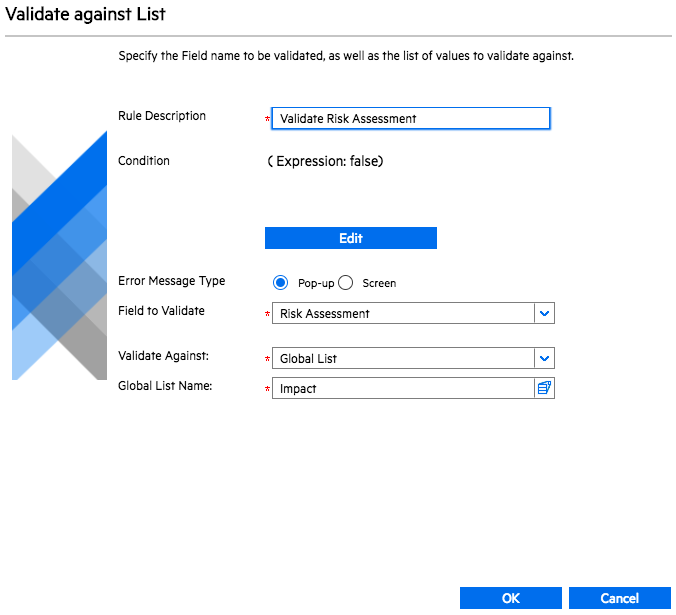 Validate against List
Specify the Field name to be validated, as well as the list of values to validate against.
Rule Description * Validate Risk Assessment
Condition ( Expression: false)
Edit
Error Message Type Pop-up Screen
Field to Validate * Risk Assessment
Validate Against: * Global List
Global List Name: * Impact
OK Cancel